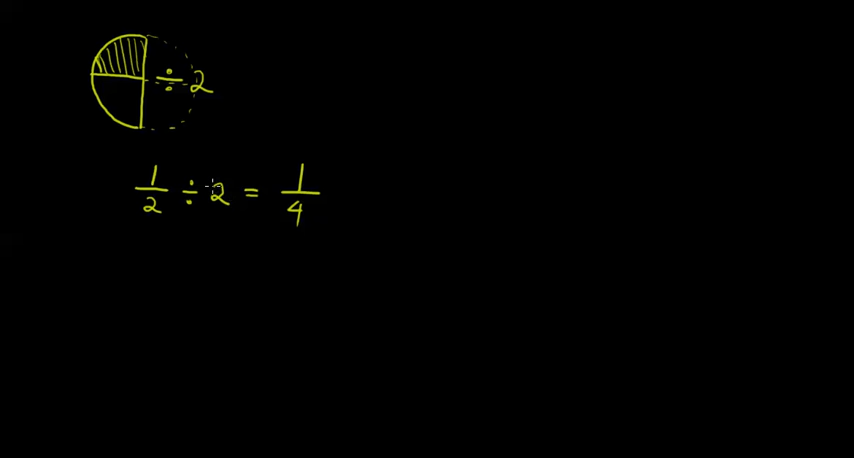 ÷ 2
1/2 ÷ 2 = 1/4